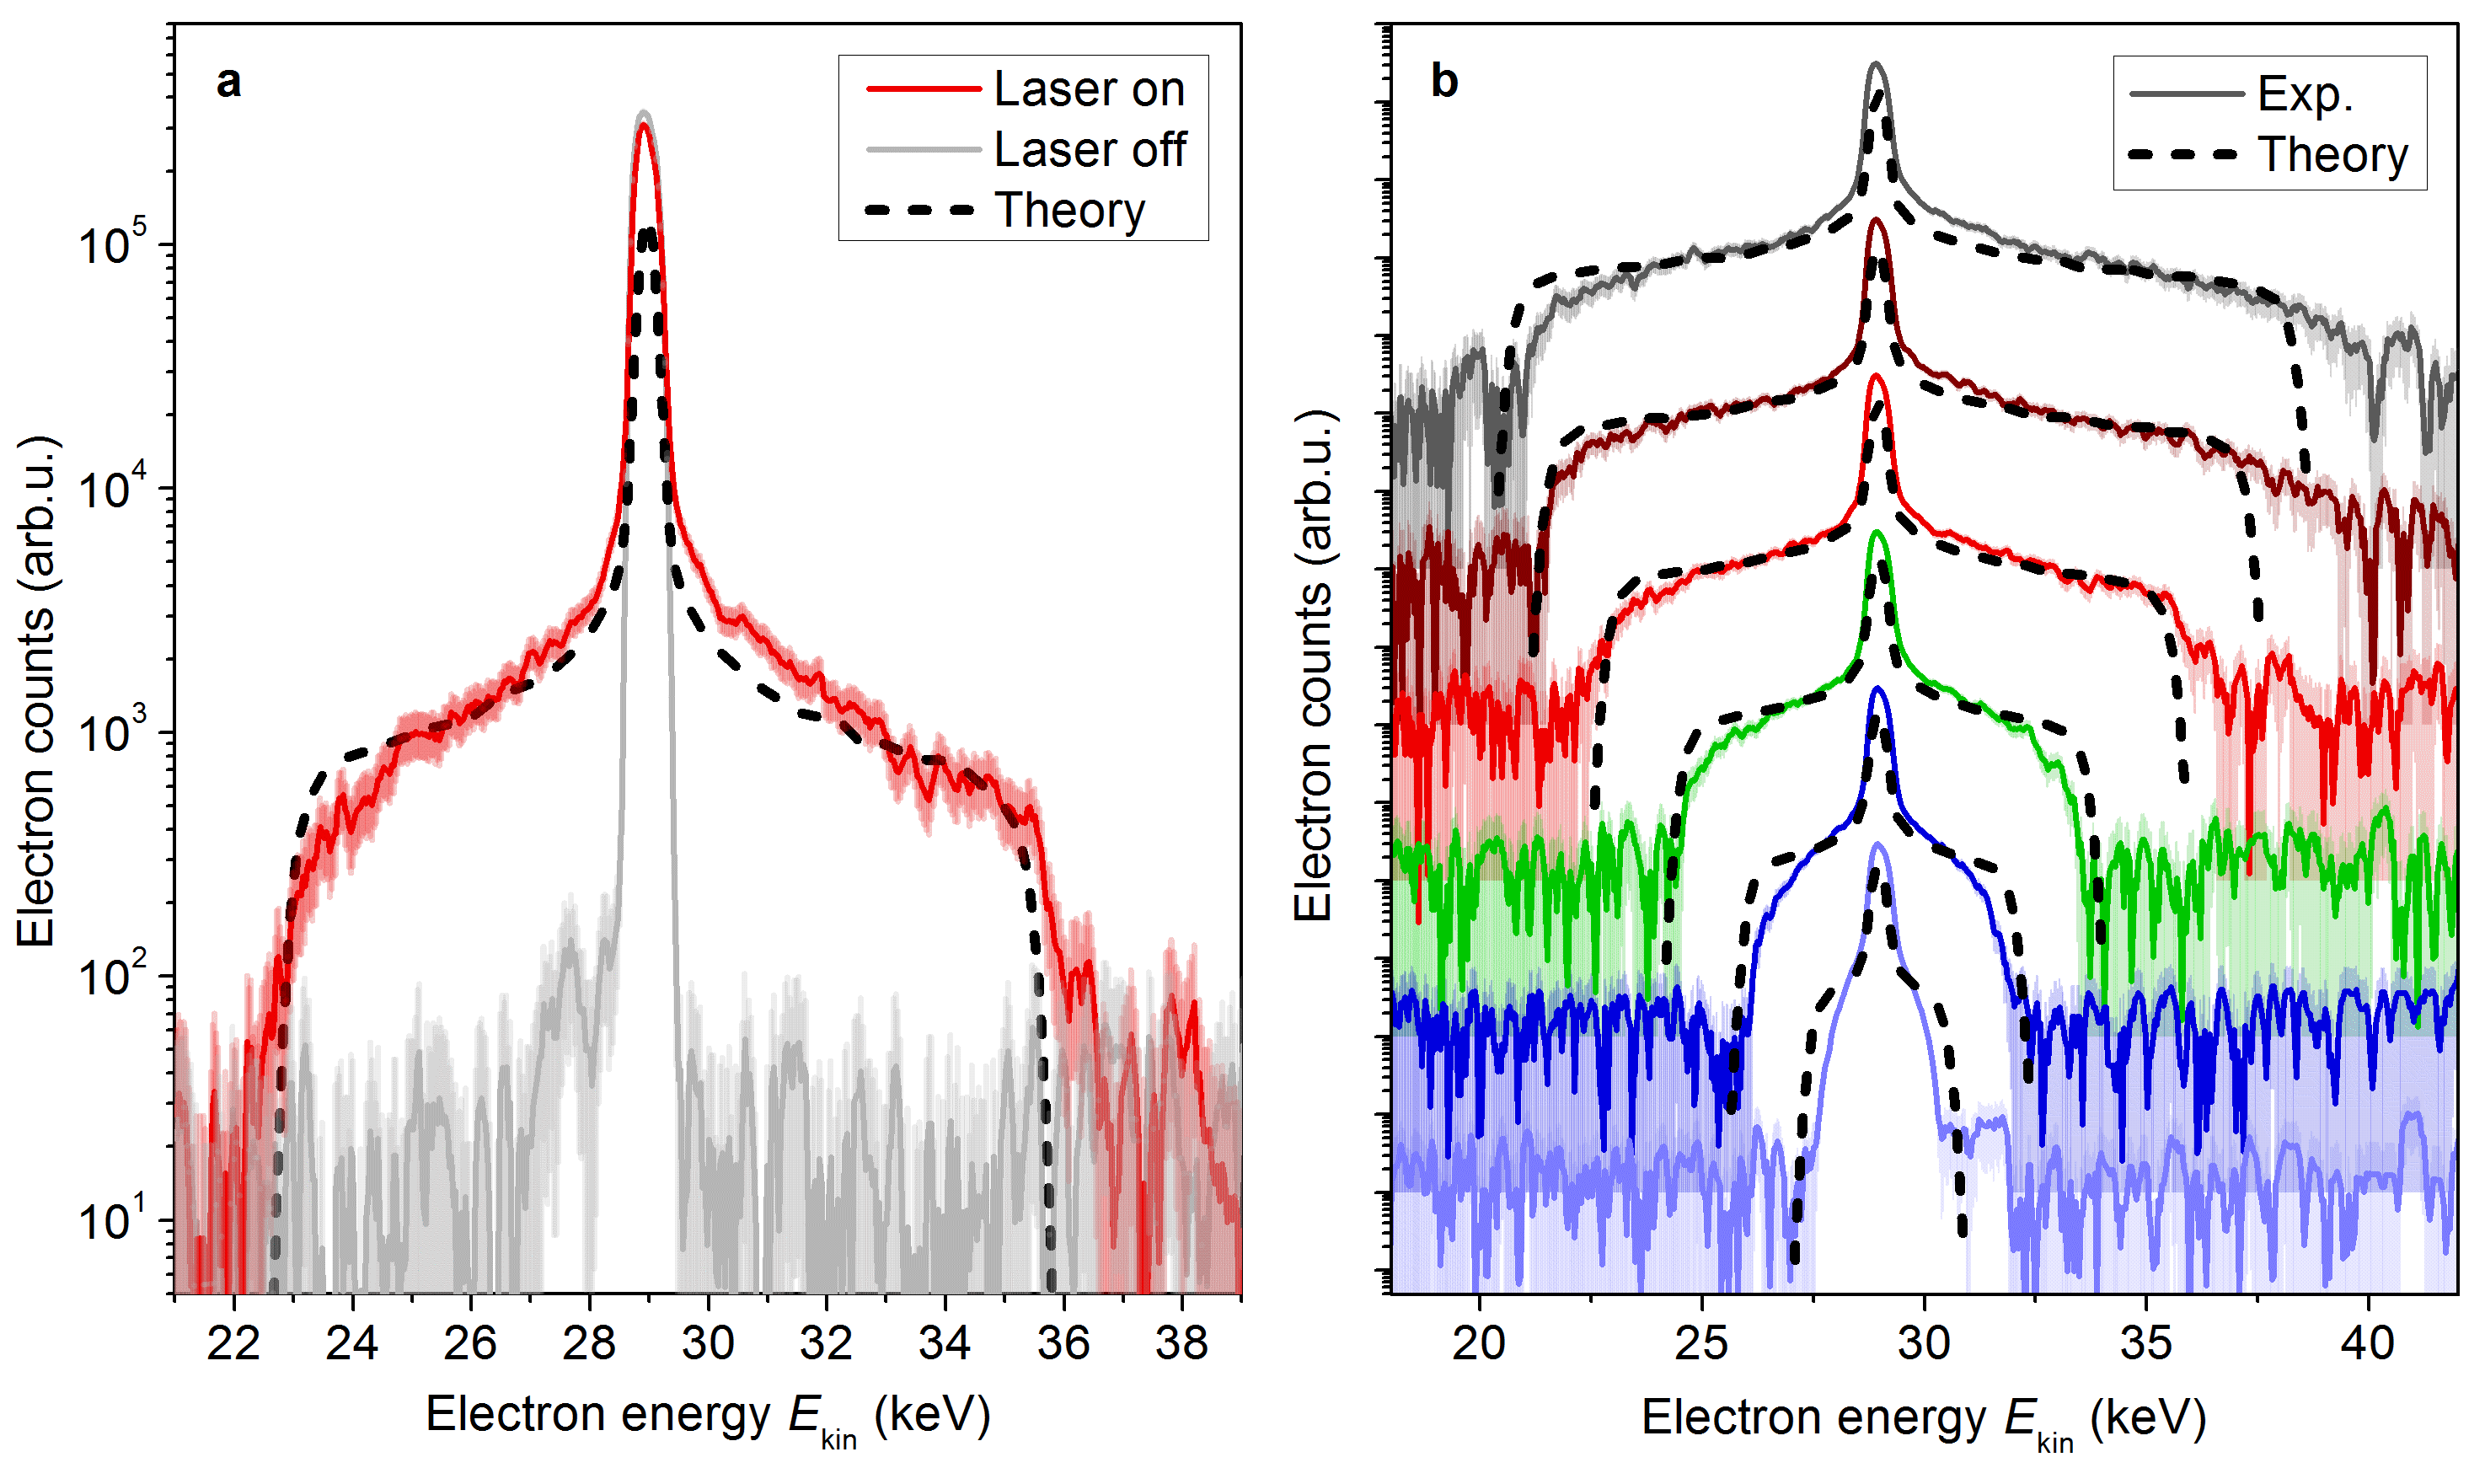 a
Laser on
Laser off
Theory
10^5
10^4
10^3
10^2
10^1
Electron counts (arb.u.)
22 24 26 28 30 32 34 36 38
Electron energy E_kin (keV)
b
Exp.
Theory
Electron counts (arb.u.)
20 25 30 35 40
Electron energy E_kin (keV)